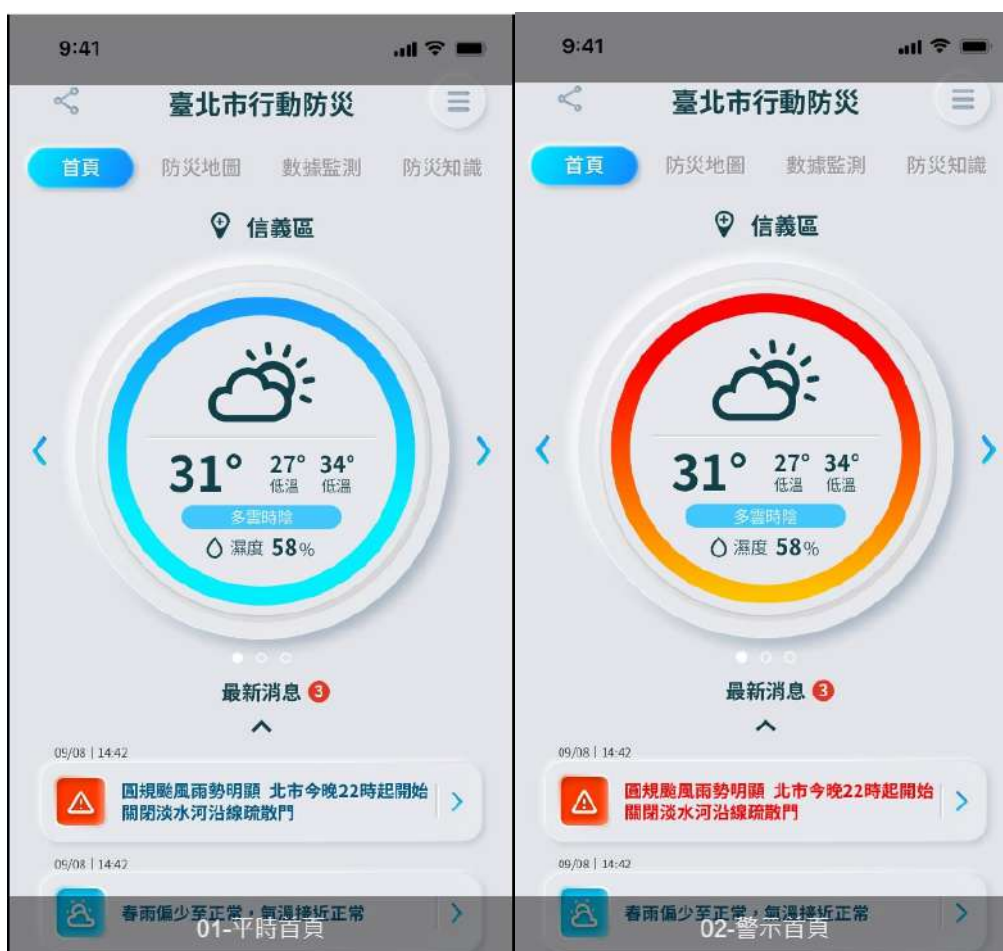 9:41
臺北市行動防災
首頁 防災地圖 數據監測 防災知識
信義區
31° 27° 34°
低溫 低溫
多雲時陰
濕度 58%
最新消息 3
09/08 | 14:42
圓規颱風雨勢明顯 北市今晚22時起開始
關閉淡水河沿線疏散門
09/08 | 14:42
春雨偏少至正常，氣溫接近正常
01-平時首頁
9:41
臺北市行動防災
首頁 防災地圖 數據監測 防災知識
信義區
31° 27° 34°
低溫 低溫
多雲時陰
濕度 58%
最新消息 3
09/08 | 14:42
圓規颱風雨勢明顯 北市今晚22時起開始
關閉淡水河沿線疏散門
09/08 | 14:42
春雨偏少至正常，氣溫接近正常
02-警示首頁